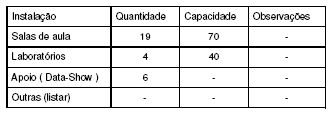 Instalação Quantidade Capacidade Observações
Salas de aula 19 70 -
Laboratórios 4 40 -
Apoio ( Data-Show ) 6 - -
Outras (listar) - - -